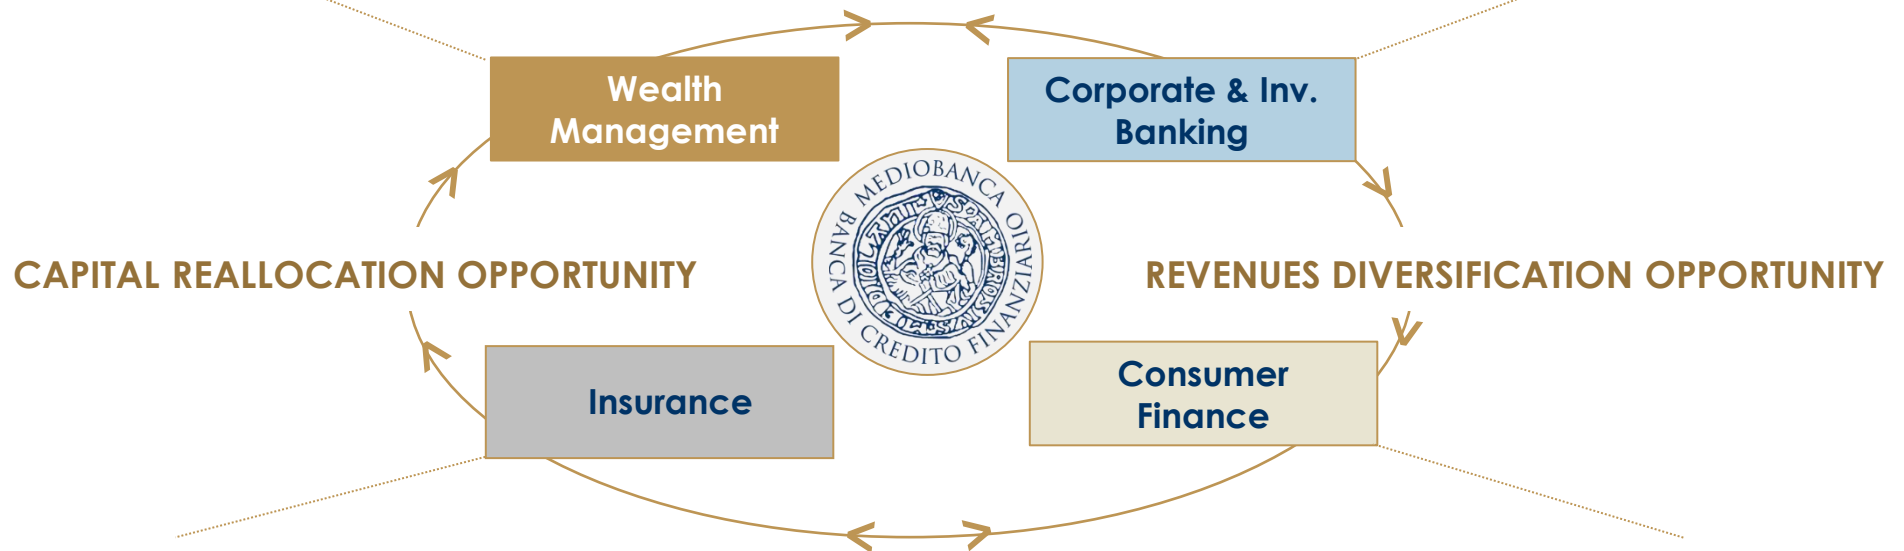 Wealth
Management
Corporate & Inv.
Banking
MEDIOBANCA
BANCA DI CREDITO FINANZIARIO
CAPITAL REALLOCATION OPPORTUNITY
REVENUES DIVERSIFICATION OPPORTUNITY
Insurance
Consumer
Finance